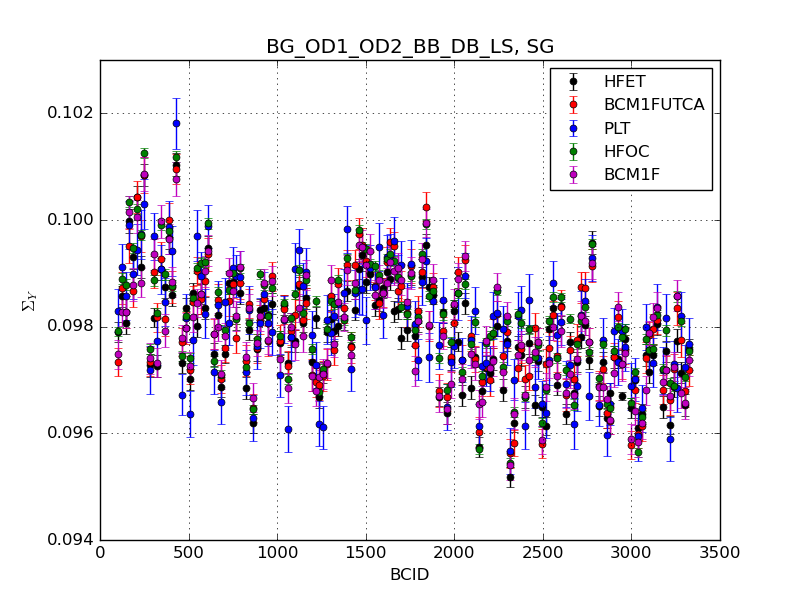 BG_OD1_OD2_BB_DB_LS, SG
HFET
BCM1FUTCA
PLT
HFOC
BCM1F
0.102
0.100
0.098
0.096
0.094
Σ_Y
0 500 1000 1500 2000 2500 3000 3500
BCID